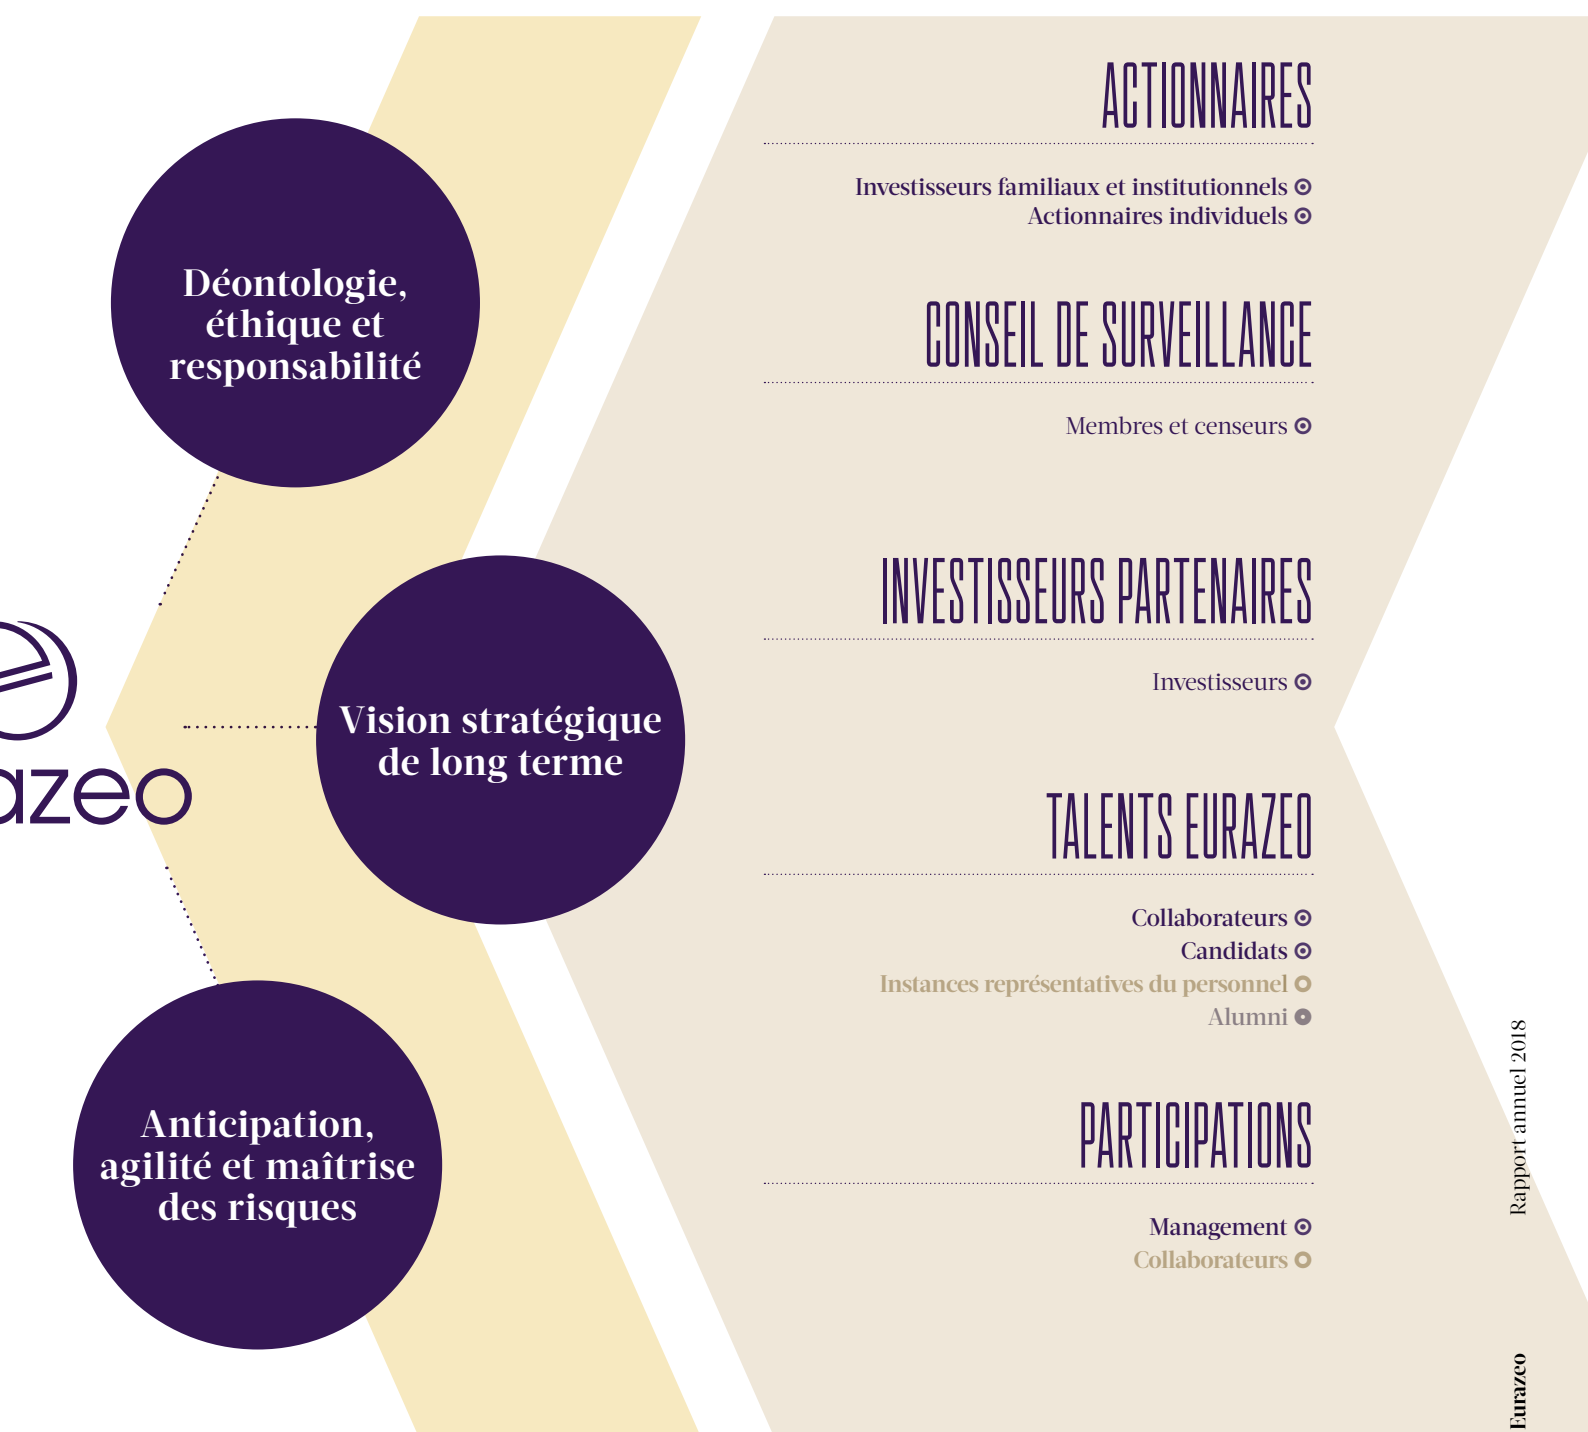 Déontologie,
éthique et
responsabilité
azeo
Vision stratégique
de long terme
Anticipation,
agilité et maîtrise
des risques
ACTIONNAIRES
Investisseurs familiaux et institutionnels
Actionnaires individuels
CONSEIL DE SURVEILLANCE
Membres et censeurs
INVESTISSEURS PARTENAIRES
Investisseurs
TALENTS EURAZEO
Collaborateurs
Candidats
Instances représentatives du personnel
Alumni
PARTICIPATIONS
Management
Collaborateurs
Rapport annuel 2018
Eurazeo